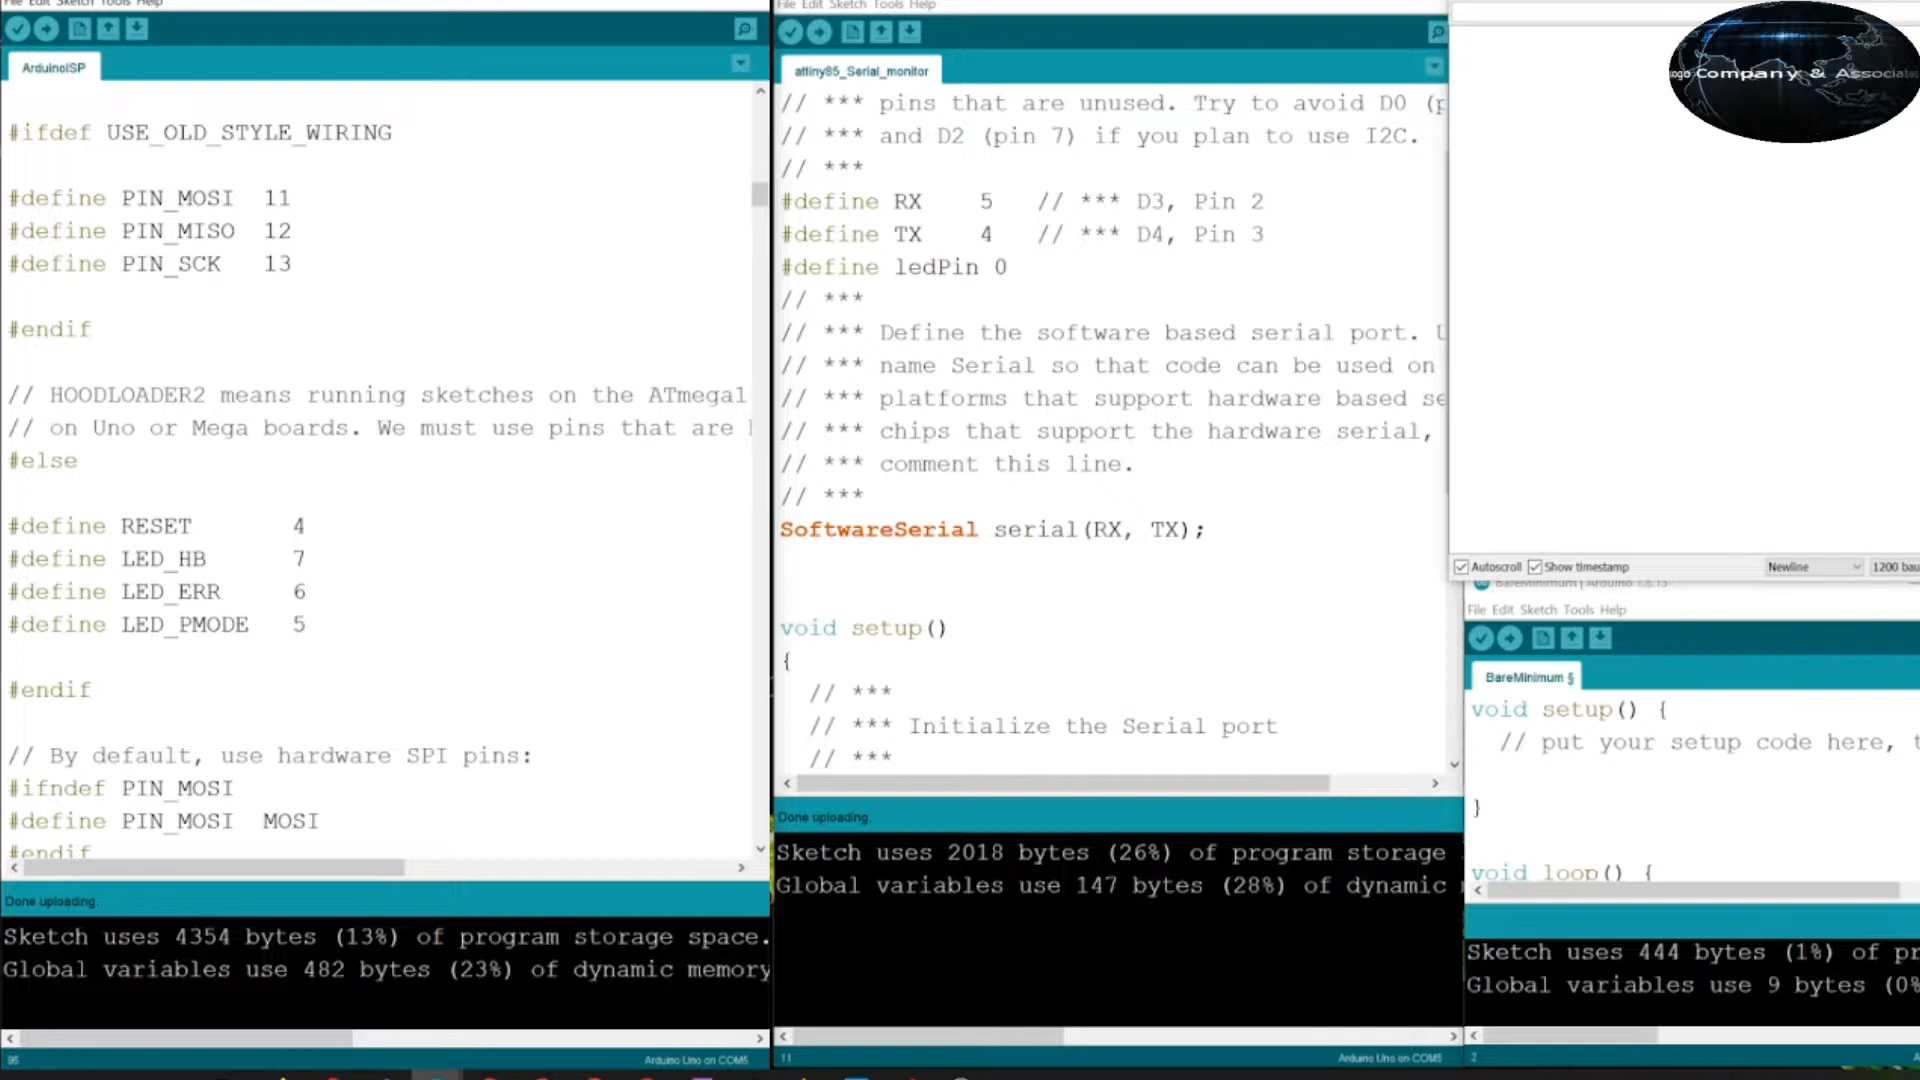 File Edit Sketch Tools Help
ArduinoISP
#ifdef USE_OLD_STYLE_WIRING
#define PIN_MOSI 11
#define PIN_MISO 12
#define PIN_SCK 13
#endif
// HOODLOADER2 means running sketches on the ATmega1
// on Uno or Mega boards. We must use pins that are
#else
#define RESET 4
#define LED_HB 7
#define LED_ERR 6
#define LED_PMODE 5
#endif
// By default, use hardware SPI pins:
#ifndef PIN_MOSI
#define PIN_MOSI MOSI
#endif
Done uploading.
Sketch uses 4354 bytes (13%) of program storage space.
Global variables use 482 bytes (23%) of dynamic memory
95
Arduino Uno on COM5
File Edit Sketch Tools Help
attiny85_Serial_monitor
// *** pins that are unused. Try to avoid D0 (p
// *** and D2 (pin 7) if you plan to use I2C.
// ***
#define RX 5 // *** D3, Pin 2
#define TX 4 // *** D4, Pin 3
#define ledPin 0
// ***
// *** Define the software based serial port. U
// *** name Serial so that code can be used on
// *** platforms that support hardware based se
// *** chips that support the hardware serial,
// *** comment this line.
// ***
SoftwareSerial serial(RX, TX);
void setup()
{
// ***
// *** Initialize the Serial port
// ***
Done uploading.
Sketch uses 2018 bytes (26%) of program storage
Global variables use 147 bytes (28%) of dynamic
11
Arduino Uno on COM5
ogo Company & Associates
Autoscroll Show timestamp
Newline
1200 bau
BareMinimum | Arduino 1.8.13
File Edit Sketch Tools Help
BareMinimum §
void setup() {
// put your setup code here, t
}
void loop() {
Sketch uses 444 bytes (1%) of pr
Global variables use 9 bytes (0%
2